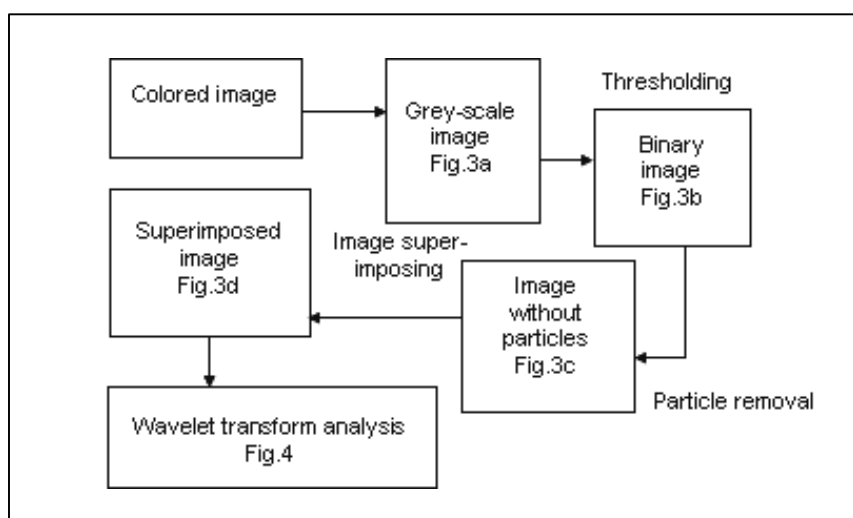 Colored image
Grey-scale
image
Fig.3a
Thresholding
Binary
image
Fig.3b
Particle removal
Image
without
particles
Fig.3c
Image super-
imposing
Superimposed
image
Fig.3d
Wavelet transform analysis
Fig.4